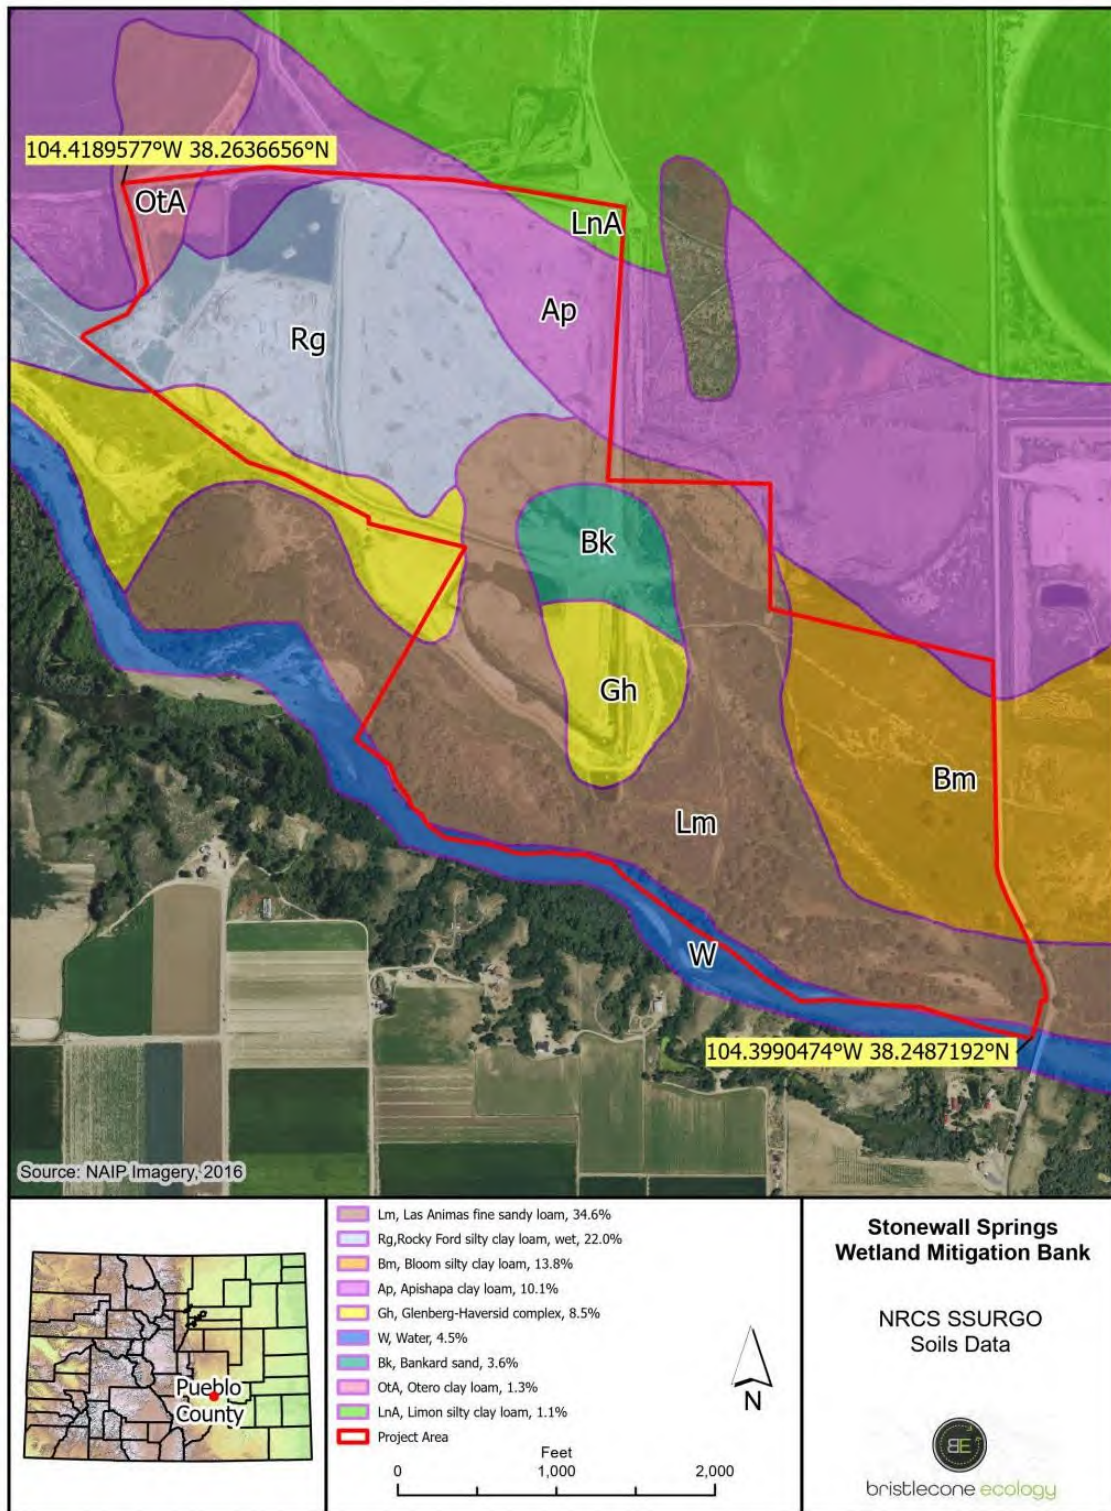 104.4189577°W 38.2636656°N
OtA
LnA
Ap
Rg
Bk
Gh
Bm
Lm
W
104.3990474°W 38.2487192°N
Source: NAIP Imagery, 2016
Pueblo
County
Lm, Las Animas fine sandy loam, 34.6%
Rg,Rocky Ford silty clay loam, wet, 22.0%
Bm, Bloom silty clay loam, 13.8%
Ap, Apishapa clay loam, 10.1%
Gh, Glenberg-Haversid complex, 8.5%
W, Water, 4.5%
Bk, Bankard sand, 3.6%
OtA, Otero clay loam, 1.3%
LnA, Limon silty clay loam, 1.1%
Project Area
Feet
0 1,000 2,000
N
Stonewall Springs
Wetland Mitigation Bank
NRCS SSURGO
Soils Data
BE
bristlecone ecology